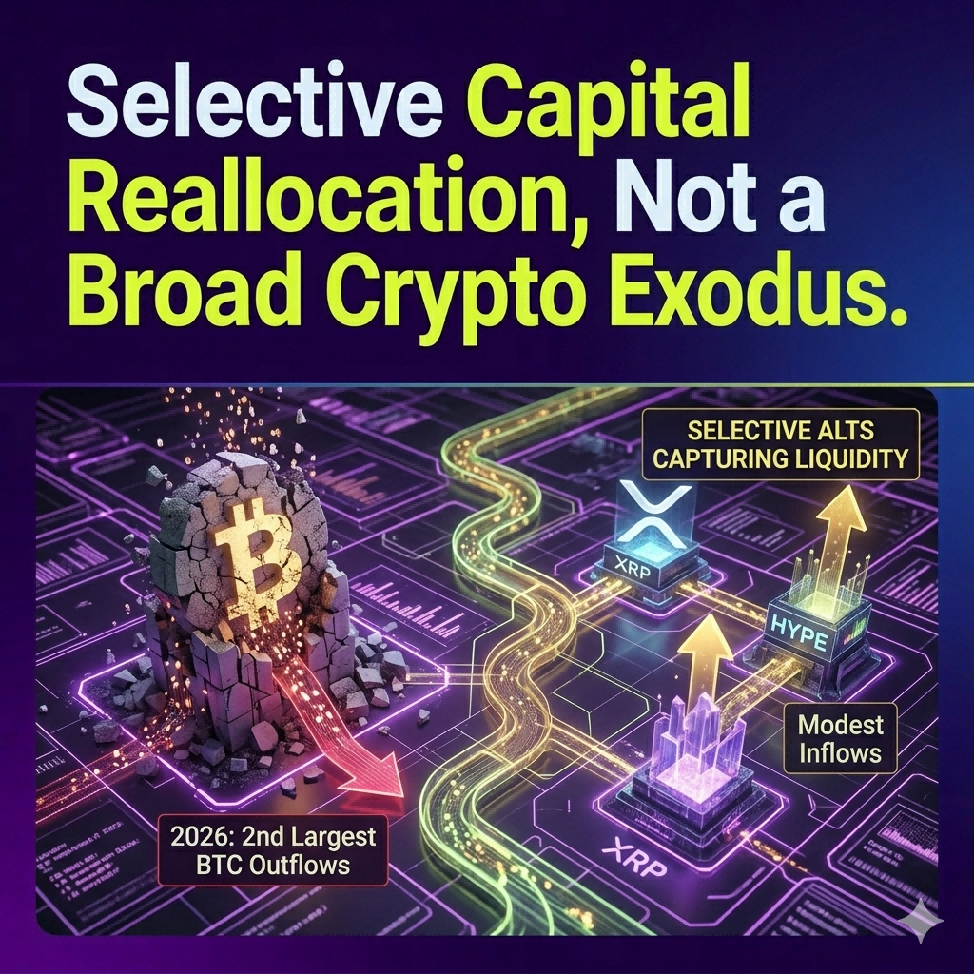 Selective Capital
Reallocation, Not a
Broad Crypto Exodus.
SELECTIVE ALTS
CAPTURING LIQUIDITY
XRP
HYPE
Modest
Inflows
2026: 2nd Largest
BTC Outflows
XRP